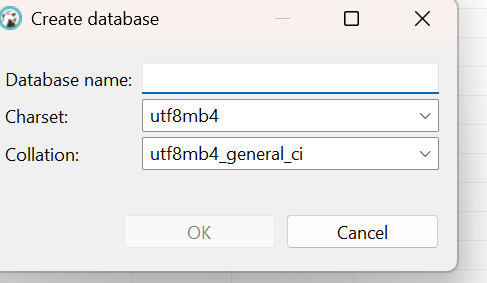 Create database
Database name:
Charset: utf8mb4
Collation: utf8mb4_general_ci
OK Cancel